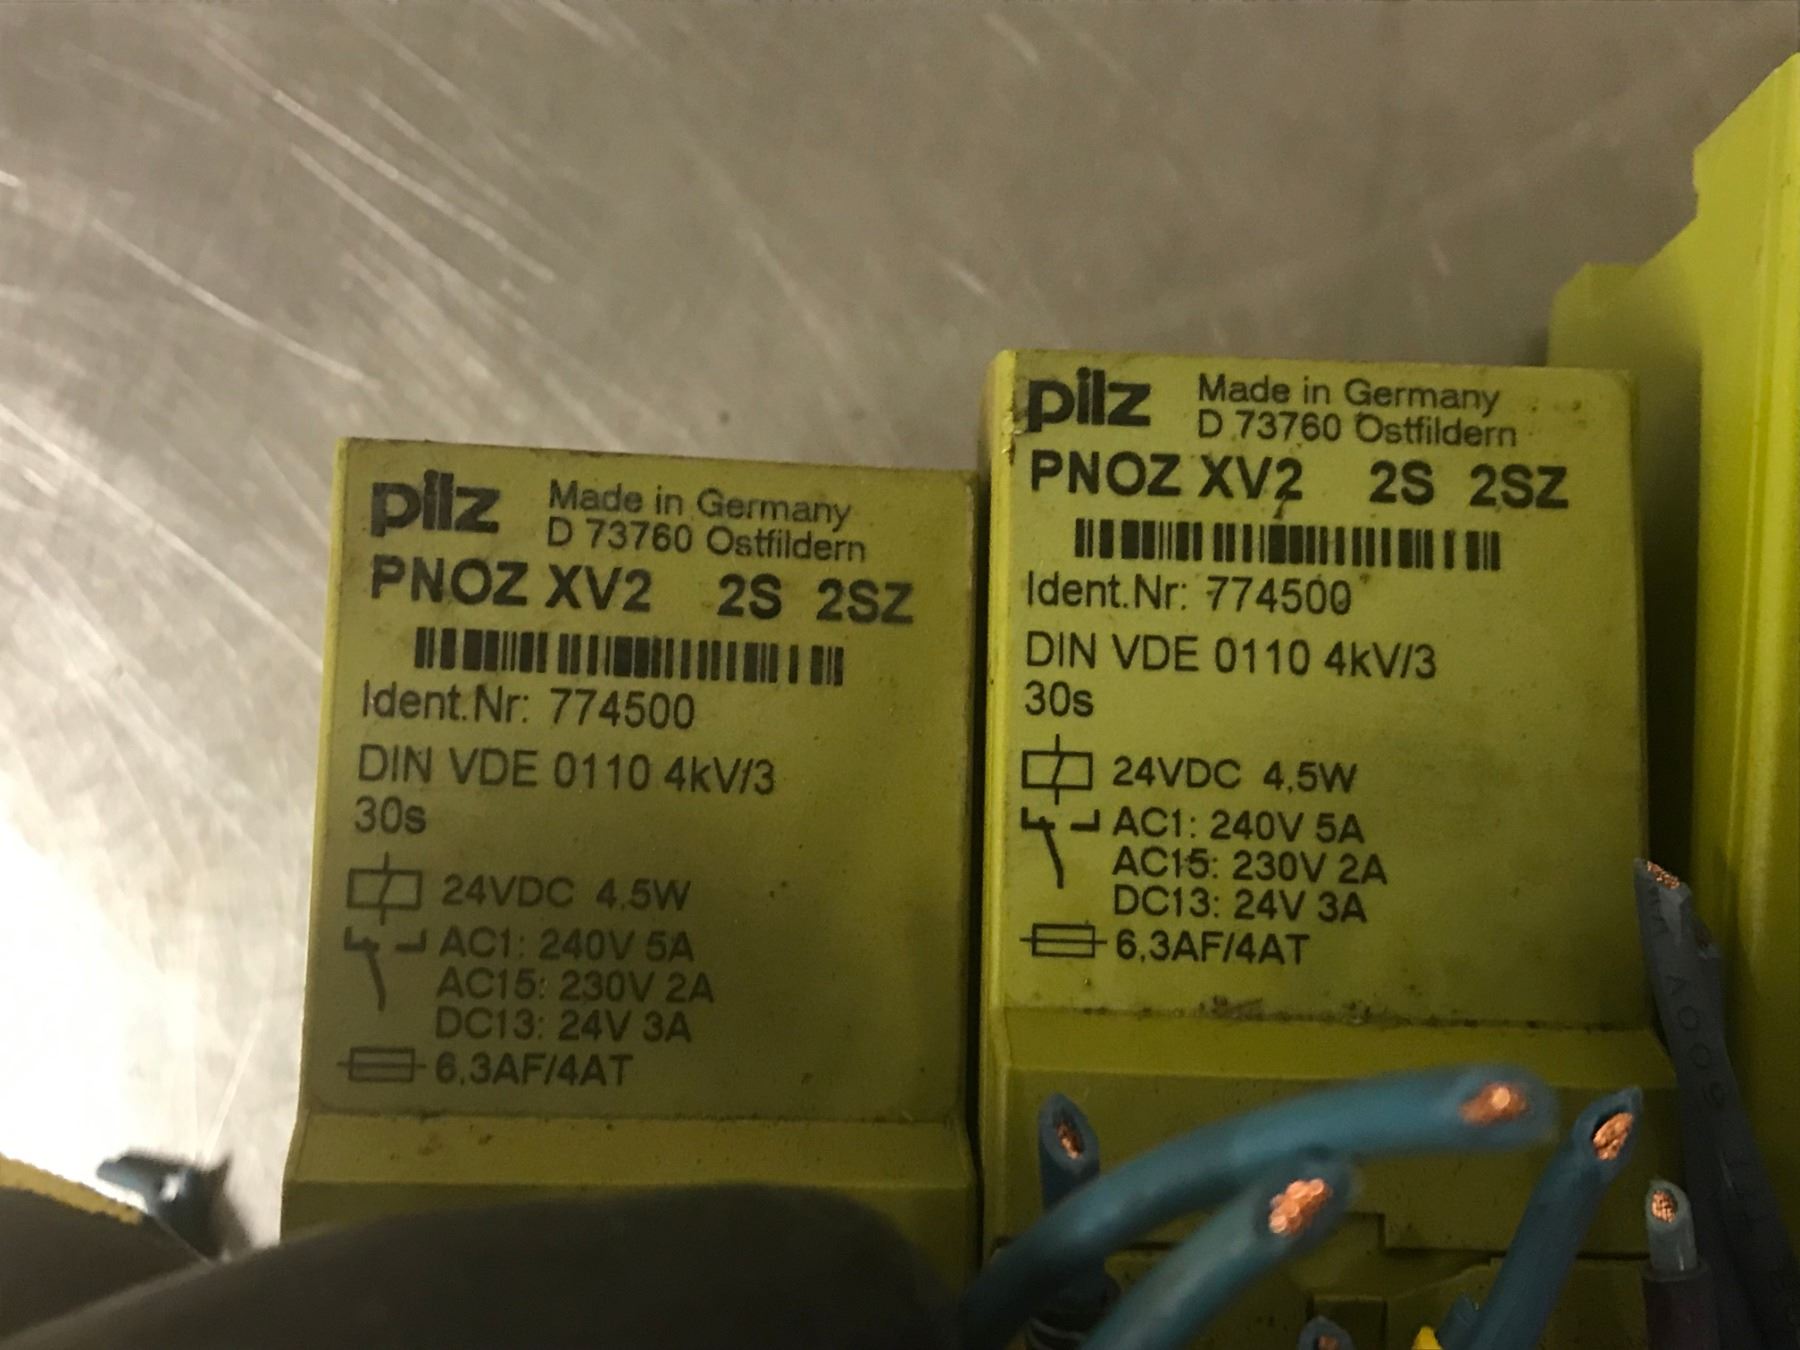 pilz Made in Germany
D 73760 Ostfildern
PNOZ XV2 2S 2SZ
Ident.Nr: 774500
DIN VDE 0110 4kV/3
30s
24VDC 4,5W
AC1: 240V 5A
AC15: 230V 2A
DC13: 24V 3A
6,3AF/4AT
pilz Made in Germany
D 73760 Ostfildern
PNOZ XV2 2S 2SZ
Ident.Nr: 774500
DIN VDE 0110 4kV/3
30s
24VDC 4,5W
AC1: 240V 5A
AC15: 230V 2A
DC13: 24V 3A
6,3AF/4AT